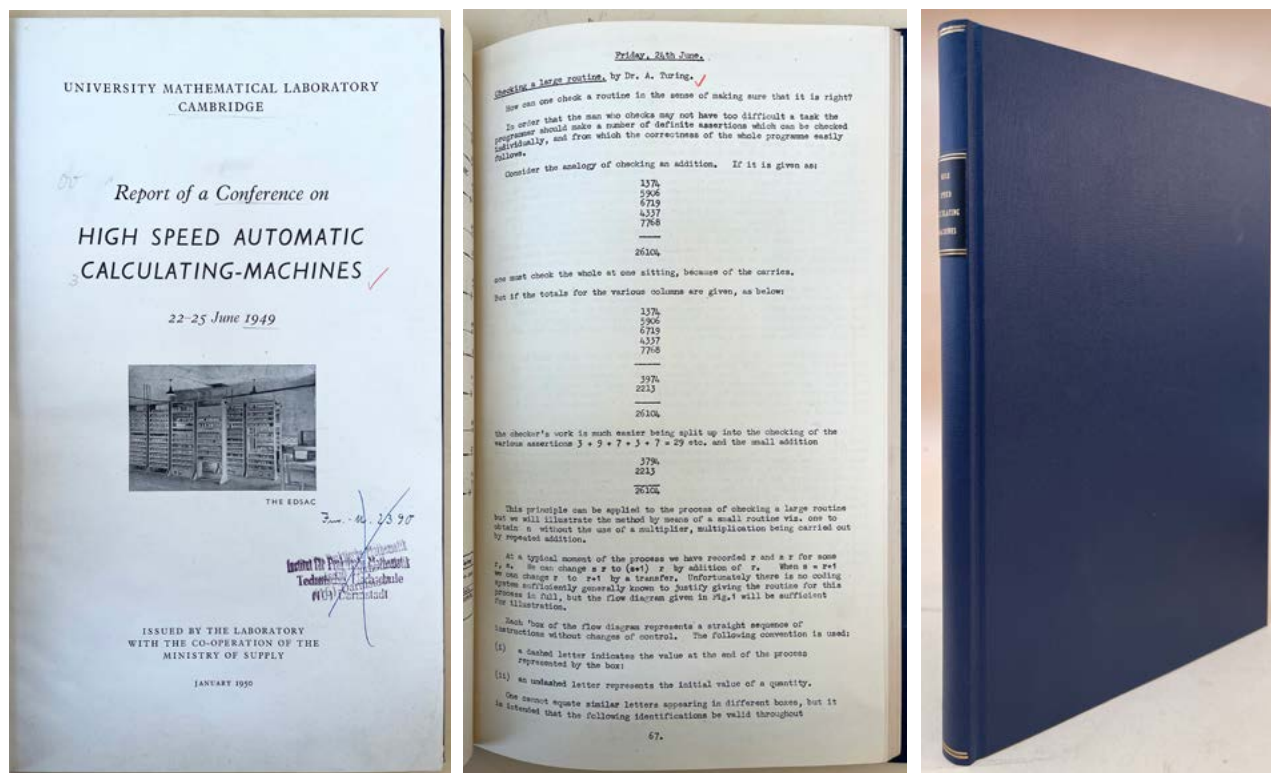 UNIVERSITY MATHEMATICAL LABORATORY
CAMBRIDGE
Report of a Conference on
HIGH SPEED AUTOMATIC
CALCULATING-MACHINES
3
22-25 June 1949
THE EDSAC
Institut für Praktische Mathematik
Technische Hochschule
Darmstadt
ISSUED BY THE LABORATORY
WITH THE CO-OPERATION OF THE
MINISTRY OF SUPPLY
JANUARY 1950
Friday, 24th June.
Checking a large routine, by Dr. A. Turing.
How can one check a routine in the sense of making sure that it is right?
In order that the man who checks may not have too difficult a task the
programmer should make a number of definite assertions which can be checked
individually, and from which the correctness of the whole programme easily
follows.
Consider the analogy of checking an addition. If it is given as:
1374
5906
6719
4337
7768
26104
one must check the whole at one sitting, because of the carries.
But if the totals for the various columns are given, as below:
1374
5906
6719
4337
7768
3974
2213
26104
the checker's work is much easier being split up into the checking of the
various assertions 3 + 9 + 7 + 3 + 7 = 29 etc. and the small addition
3794
2213
26104
This principle can be applied to the process of checking a large routine
but we will illustrate the method by means of a small routine viz. one to
obtain n without the use of a multiplier, multiplication being carried out
by repeated addition.
At a typical moment of the process we have recorded r and s r for some
r, s. We can change s r to (s+1) r by addition of r. When s = r+1
we can change r to r+1 by a transfer. Unfortunately there is no coding
system sufficiently generally known to justify giving the routine for this
process in full, but the flow diagram given in Fig.1 will be sufficient
for illustration.
Each 'box of the flow diagram represents a straight sequence of
instructions without changes of control. The following convention is used:
(i) a dashed letter indicates the value at the end of the process
represented by the box:
(ii) an undashed letter represents the initial value of a quantity.
One cannot equate similar letters appearing in different boxes, but it
is intended that the following identifications be valid throughout
67.
HIGH
SPEED
CALCULATING
MACHINES